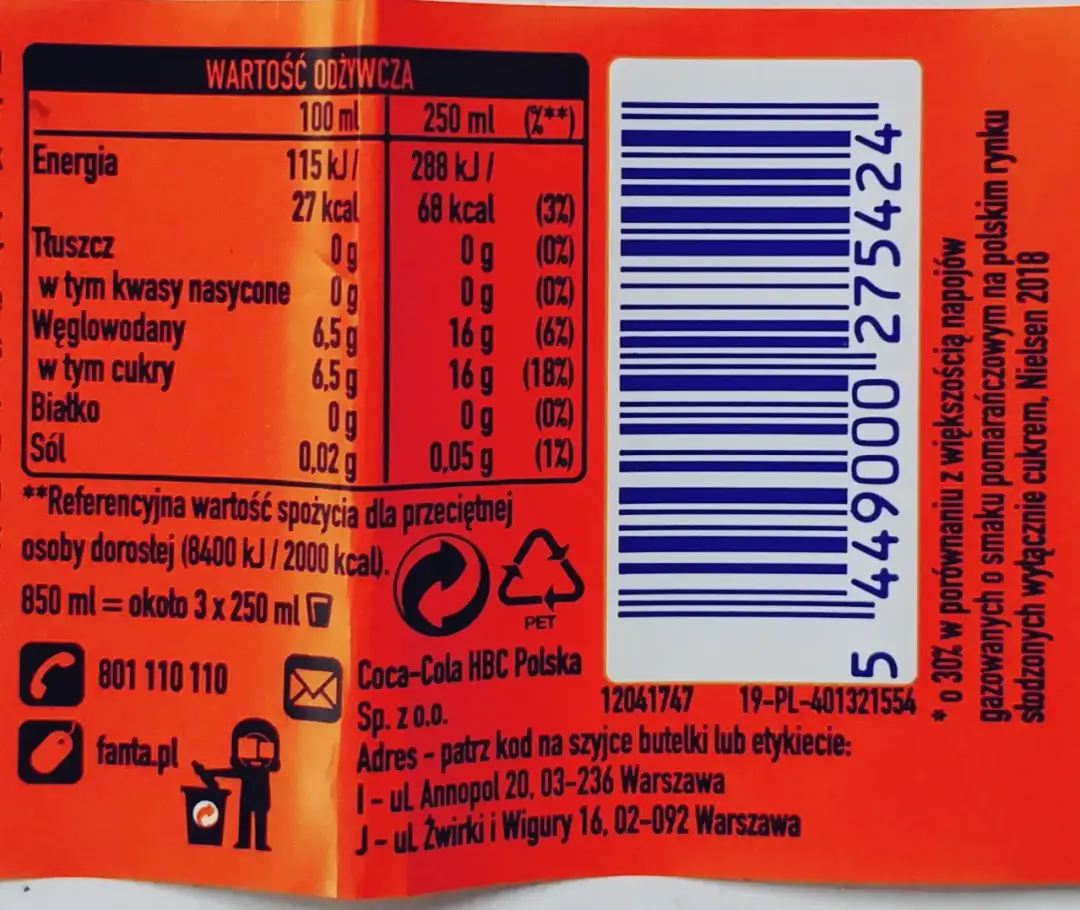 WARTOŚĆ ODŻYWCZA
100 ml 250 ml (%**)
Energia 115 kJ/ 288 kJ/
27 kcal 68 kcal (3%)
Tłuszcz 0 g 0 g (0%)
w tym kwasy nasycone 0 g 0 g (0%)
Węglowodany 6,5 g 16 g (6%)
w tym cukry 6,5 g 16 g (18%)
Białko 0 g 0 g (0%)
Sól 0,02 g 0,05 g (1%)
**Referencyjna wartość spożycia dla przeciętnej
osoby dorosłej (8400 kJ / 2000 kcal).
850 ml = około 3 x 250 ml
PET
801 110 110
fanta.pl
Coca-Cola HBC Polska
Sp. z o.o.
Adres - patrz kod na szyjce butelki lub etykiecie:
I - ul. Annopol 20, 03-236 Warszawa
J - ul. Żwirki i Wigury 16, 02-092 Warszawa
5 449000 275424
12041747 19-PL-401321554
* o 30% w porównaniu z większością napojów
gazowanych o smaku pomarańczowym na polskim rynku
słodzonych wyłącznie cukrem, Nielsen 2018